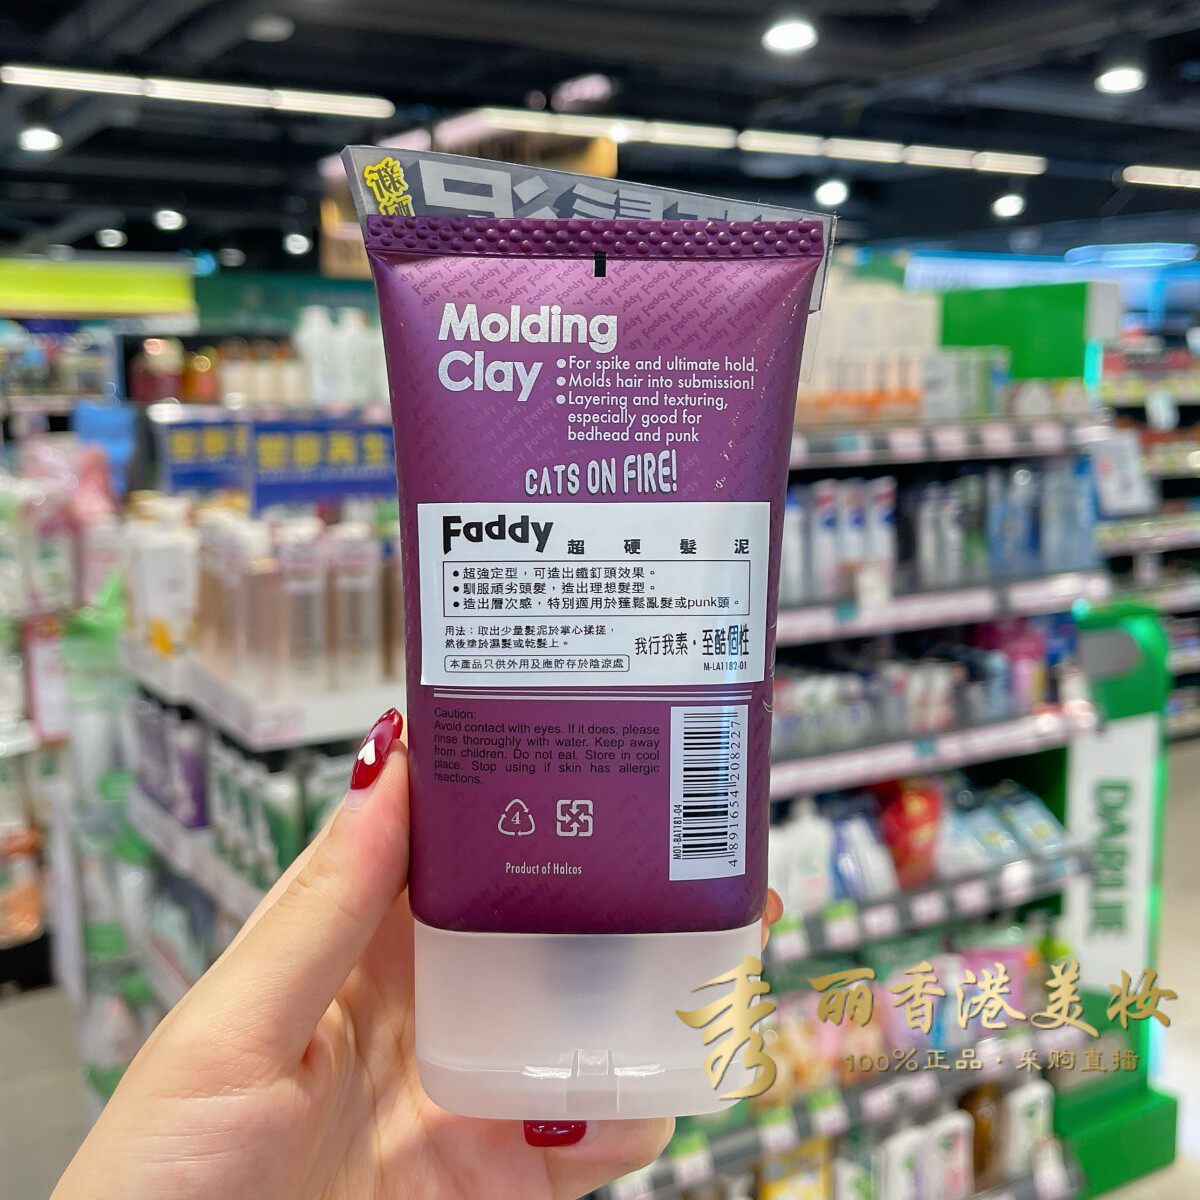 Molding
Clay
• For spike and ultimate hold.
• Molds hair into submission!
• Layering and texturing,
especially good for
bedhead and punk
CATS ON FIRE!
Faddy 超硬髮泥
• 超強定型，可造出鐵釘頭效果。
• 馴服頑劣頭髮，造出理想髮型。
• 造出層次感，特別適用於蓬鬆亂髮或punk頭。
用法：取出少量髮泥於掌心揉搓，
然後塗於濕髮或乾髮上。
我行我素。至酷個性
本產品只供外用及應貯存於陰涼處
M-LA1182-01
Caution:
Avoid contact with eyes. If it does, please
rinse thoroughly with water. Keep away
from children. Do not eat. Store in cool
place. Stop using if skin has allergic
reactions.
4
Product of Halcos
M01-BA1181-04
4 891654 208227
DARLIE
秀丽香港美妆
100%正品·采购直播